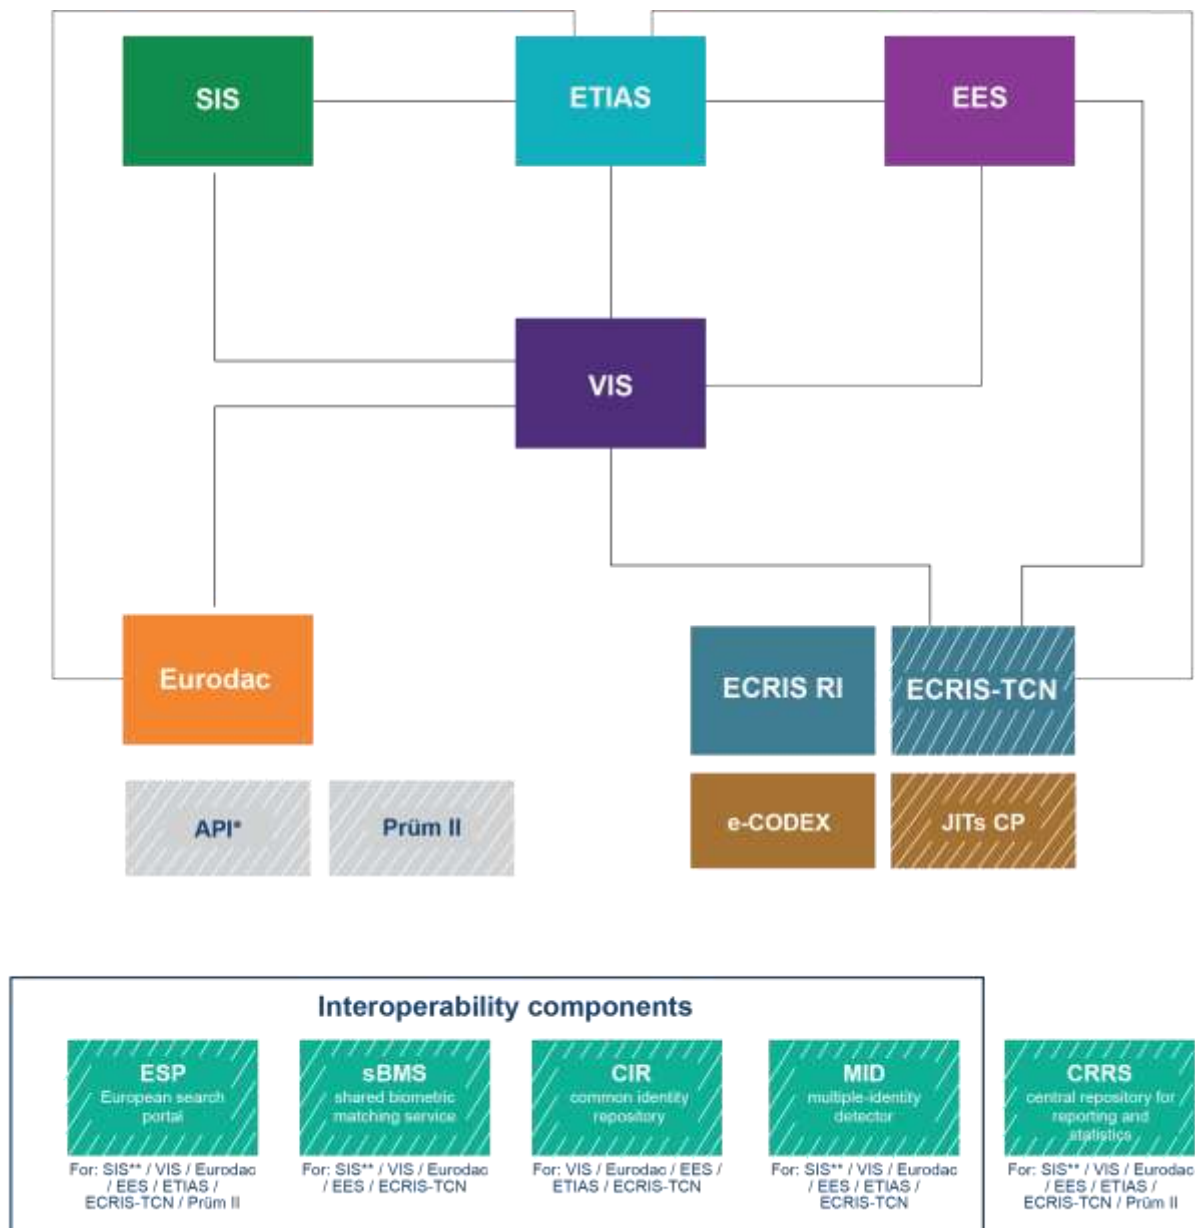 SIS
ETIAS
EES
VIS
Eurodac
ECRIS RI
ECRIS-TCN
API*
Prüm II
e-CODEX
JITs CP
Interoperability components
ESP
European search
portal
For: SIS** / VIS / Eurodac
/ EES / ETIAS /
ECRIS-TCN / Prüm II
sBMS
shared biometric
matching service
For: SIS** / VIS / Eurodac
/ EES / ECRIS-TCN
CIR
common identity
repository
For: VIS / Eurodac / EES /
ETIAS / ECRIS-TCN
MID
multiple-identity
detector
For: SIS** / VIS / Eurodac
/ EES / ETIAS /
ECRIS-TCN
CRRS
central repository for
reporting and
statistics
For: SIS** / VIS / Eurodac
/ EES / ETIAS /
ECRIS-TCN / Prüm II